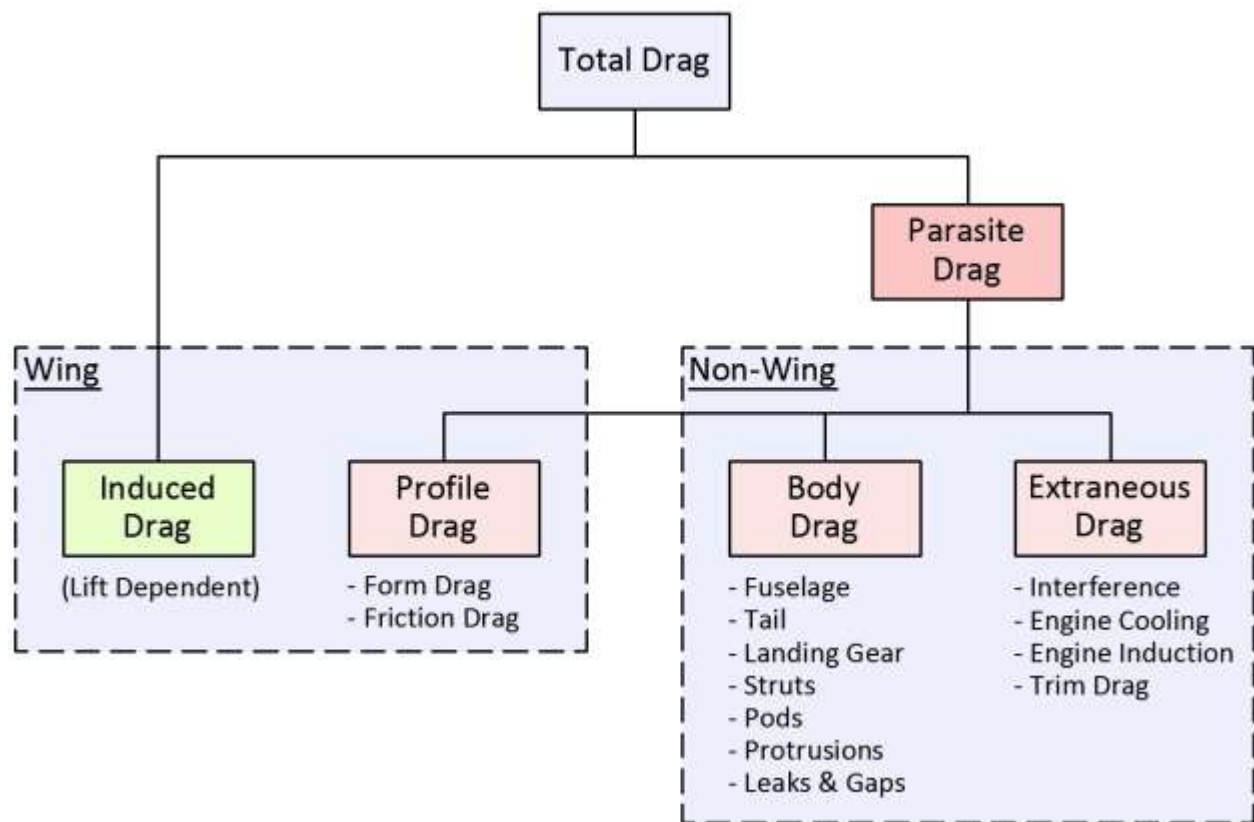 Total Drag
Parasite
Drag
Wing
Non-Wing
Induced
Drag
(Lift Dependent)
Profile
Drag
- Form Drag
- Friction Drag
Body
Drag
- Fuselage
- Tail
- Landing Gear
- Struts
- Pods
- Protrusions
- Leaks & Gaps
Extraneous
Drag
- Interference
- Engine Cooling
- Engine Induction
- Trim Drag